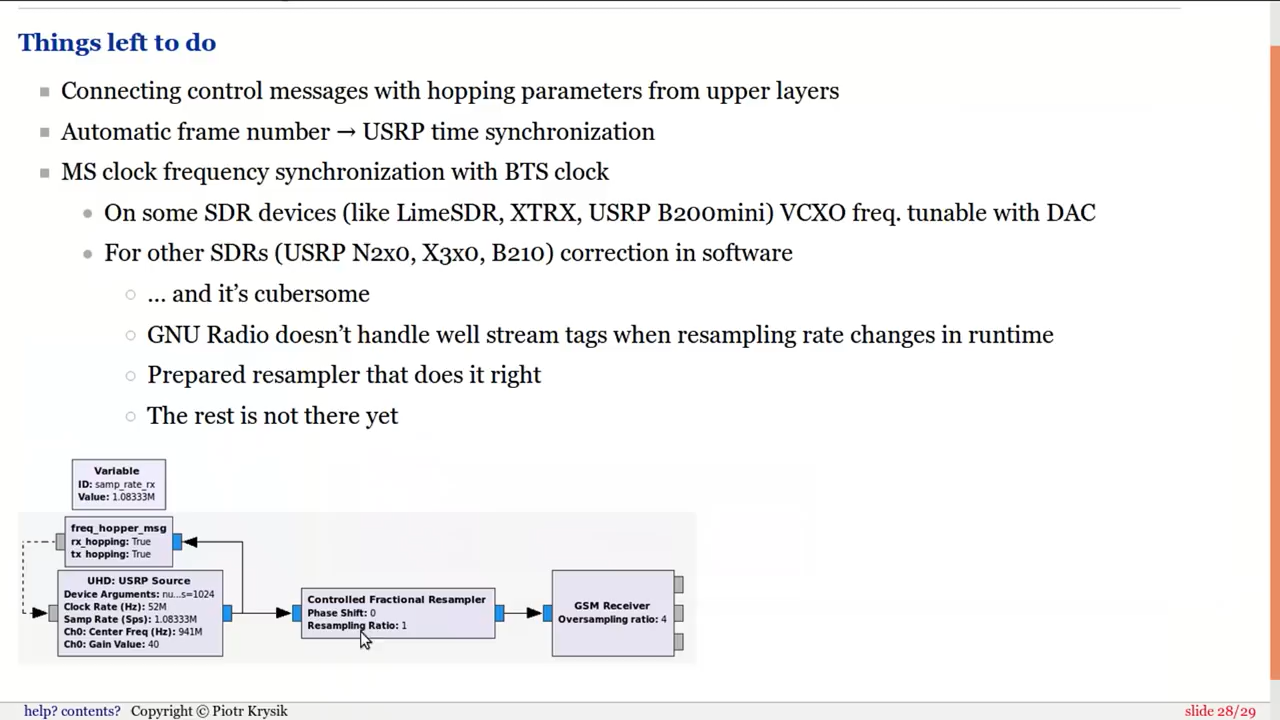 Things left to do
Connecting control messages with hopping parameters from upper layers
Automatic frame number → USRP time synchronization
MS clock frequency synchronization with BTS clock
On some SDR devices (like LimeSDR, XTRX, USRP B200mini) VCXO freq. tunable with DAC
For other SDRs (USRP N2x0, X3x0, B210) correction in software
... and it's cubersome
GNU Radio doesn't handle well stream tags when resampling rate changes in runtime
Prepared resampler that does it right
The rest is not there yet
Variable
ID: samp_rate_rx
Value: 1.08333M
freq_hopper_msg
rx_hopping: True
tx_hopping: True
UHD: USRP Source
Device Arguments: nu...s=1024
Clock Rate (Hz): 52M
Samp Rate (Sps): 1.08333M
Ch0: Center Freq (Hz): 941M
Ch0: Gain Value: 40
Controlled Fractional Resampler
Phase Shift: 0
Resampling Ratio: 1
GSM Receiver
Oversampling ratio: 4
help? contents? Copyright © Piotr Krysik
slide 28/29